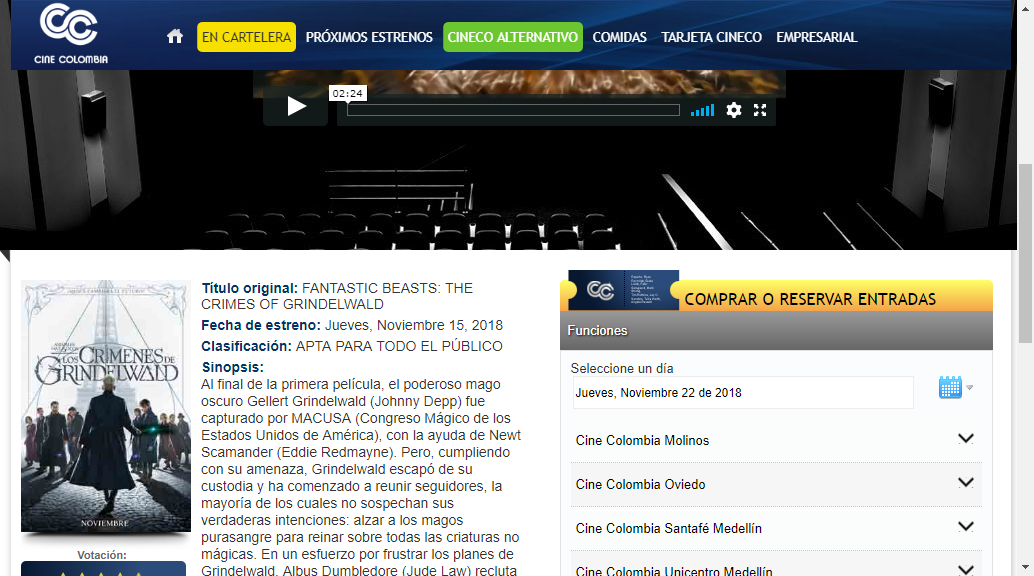 CINE COLOMBIA
EN CARTELERA
PRÓXIMOS ESTRENOS
CINECO ALTERNATIVO
COMIDAS
TARJETA CINECO
EMPRESARIAL
02:24
LOS CRÍMENES DE
GRINDELWALD
NOVIEMBRE
Votación:
Título original: FANTASTIC BEASTS: THE
CRIMES OF GRINDELWALD
Fecha de estreno: Jueves, Noviembre 15, 2018
Clasificación: APTA PARA TODO EL PÚBLICO
Sinopsis:
Al final de la primera película, el poderoso mago
oscuro Gellert Grindelwald (Johnny Depp) fue
capturado por MACUSA (Congreso Mágico de los
Estados Unidos de América), con la ayuda de Newt
Scamander (Eddie Redmayne). Pero, cumpliendo
con su amenaza, Grindelwald escapó de su
custodia y ha comenzado a reunir seguidores, la
mayoría de los cuales no sospechan sus
verdaderas intenciones: alzar a los magos
purasangre para reinar sobre todas las criaturas no
mágicas. En un esfuerzo por frustrar los planes de
Grindelwald, Albus Dumbledore (Jude Law) recluta
COMPRAR O RESERVAR ENTRADAS
Funciones
Seleccione un día
Jueves, Noviembre 22 de 2018
Cine Colombia Molinos
Cine Colombia Oviedo
Cine Colombia Santafé Medellín
Cine Colombia Unicentro Medellín